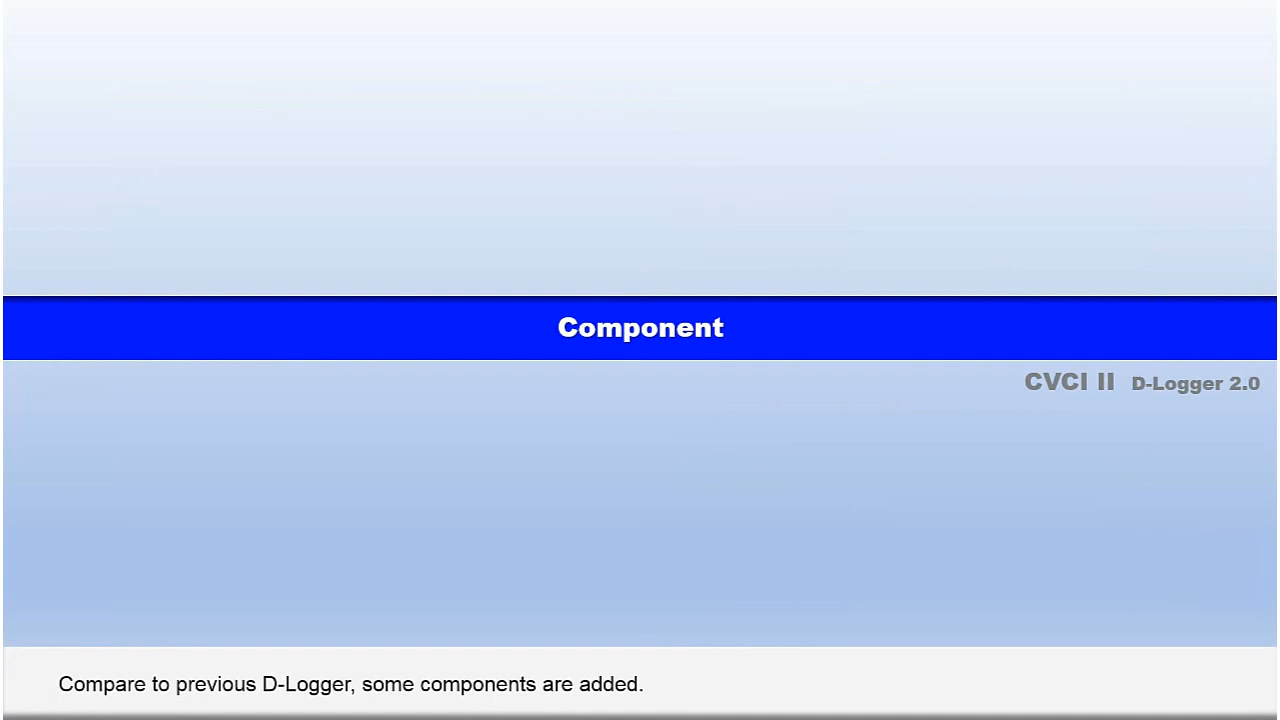 Component
CVCI II D-Logger 2.0
Compare to previous D-Logger, some components are added.